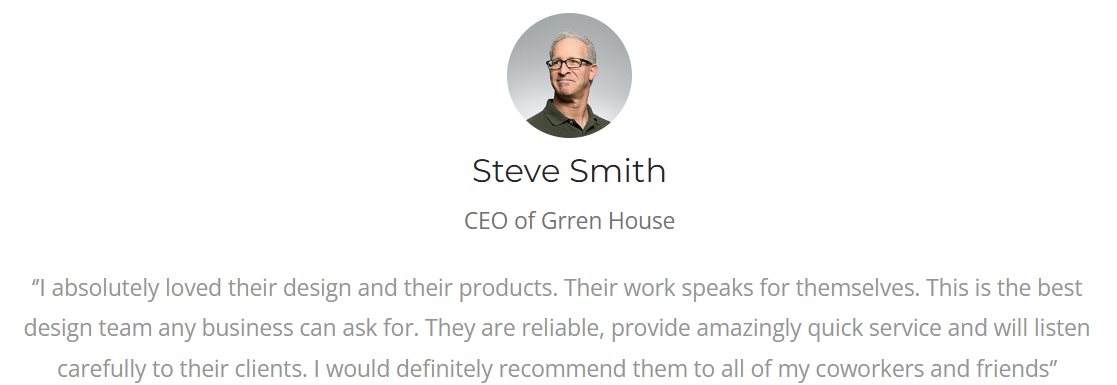 Steve Smith
CEO of Grren House
“I absolutely loved their design and their products. Their work speaks for themselves. This is the best
design team any business can ask for. They are reliable, provide amazingly quick service and will listen
carefully to their clients. I would definitely recommend them to all of my coworkers and friends”